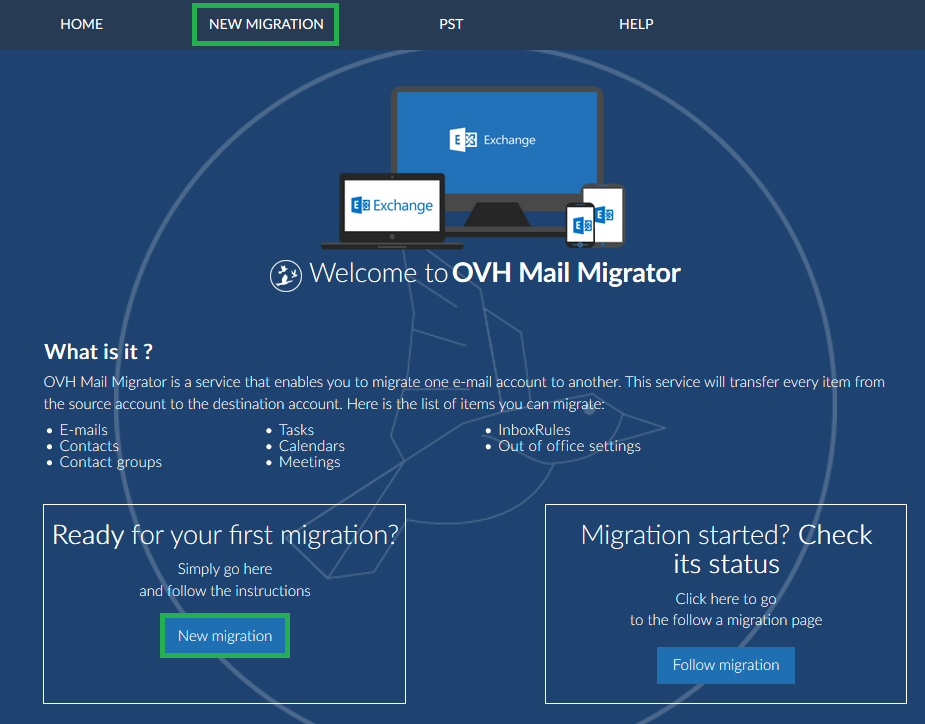 HOME NEW MIGRATION PST HELP
E Exchange
E Exchange
E
E
Welcome to OVH Mail Migrator
What is it ?
OVH Mail Migrator is a service that enables you to migrate one e-mail account to another. This service will transfer every item from
the source account to the destination account. Here is the list of items you can migrate:
• E-mails
• Contacts
• Contact groups
• Tasks
• Calendars
• Meetings
• InboxRules
• Out of office settings
Ready for your first migration?
Simply go here
and follow the instructions
New migration
Migration started? Check
its status
Click here to go
to the follow a migration page
Follow migration